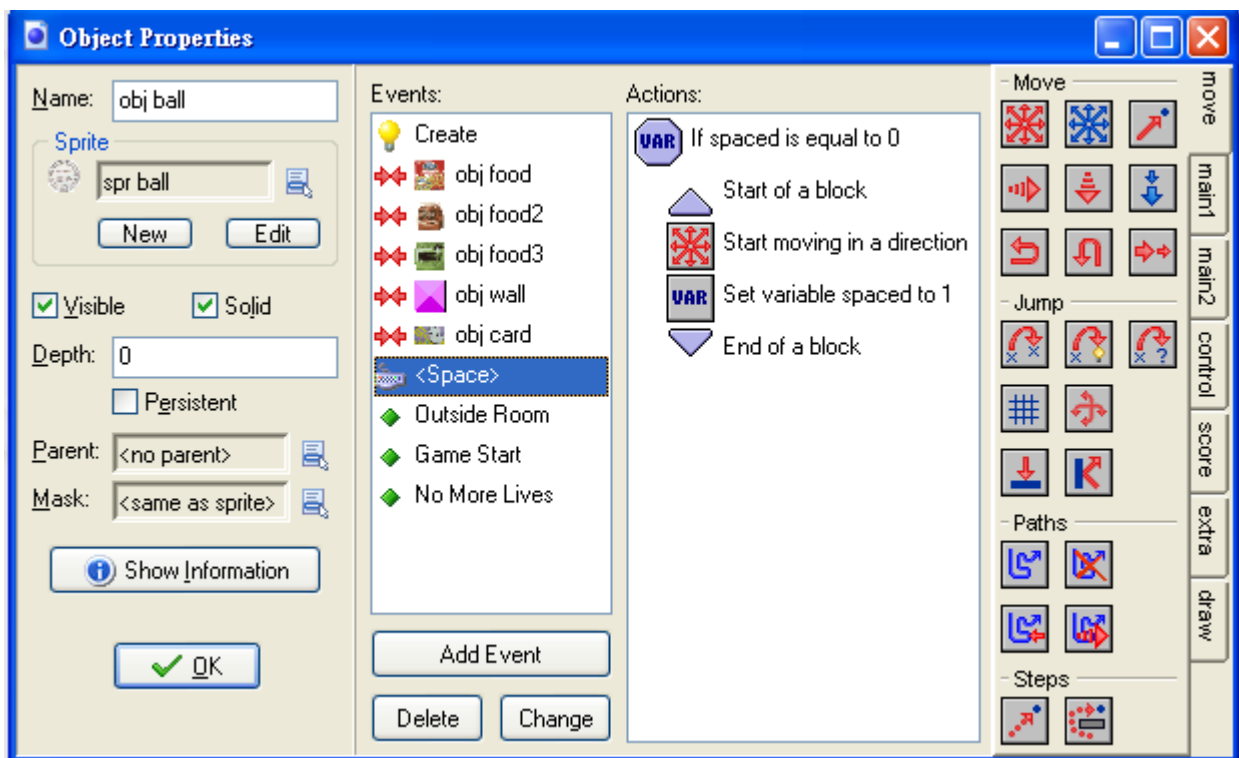 Object Properties
Name: obj ball
Sprite
spr ball
New Edit
Visible Solid
Depth: 0
Persistent
Parent: <no parent>
Mask: <same as sprite>
Show Information
OK
Events:
Create
obj food
obj food2
obj food3
obj wall
obj card
<Space>
Outside Room
Game Start
No More Lives
Add Event
Delete Change
Actions:
VAR If spaced is equal to 0
Start of a block
Start moving in a direction
VAR Set variable spaced to 1
End of a block
Move
Jump
Paths
Steps
move
main1
main2
control
score
extra
draw